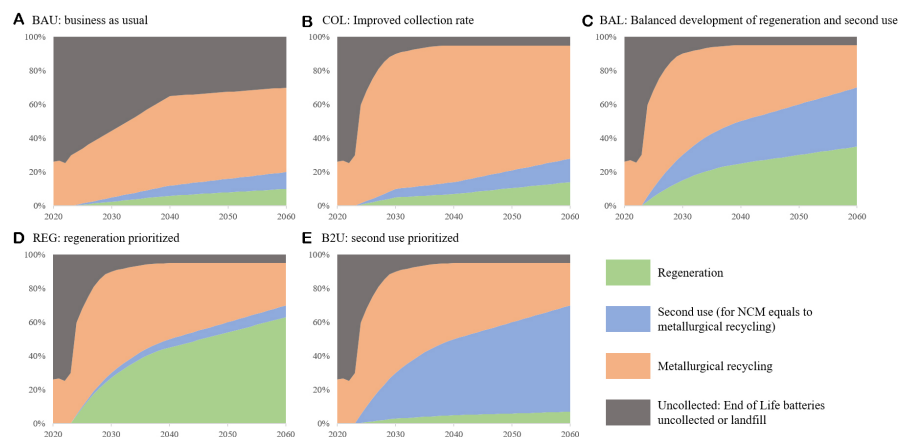 A BAU: business as usual
100%
80%
60%
40%
20%
0%
2020 2030 2040 2050 2060
B COL: Improved collection rate
100%
80%
60%
40%
20%
0%
2020 2030 2040 2050 2060
C BAL: Balanced development of regeneration and second use
100%
80%
60%
40%
20%
0%
2020 2030 2040 2050 2060
D REG: regeneration prioritized
100%
80%
60%
40%
20%
0%
2020 2030 2040 2050 2060
E B2U: second use prioritized
100%
80%
60%
40%
20%
0%
2020 2030 2040 2050 2060
Regeneration
Second use (for NCM equals to
metallurgical recycling)
Metallurgical recycling
Uncollected: End of Life batteries
uncollected or landfill